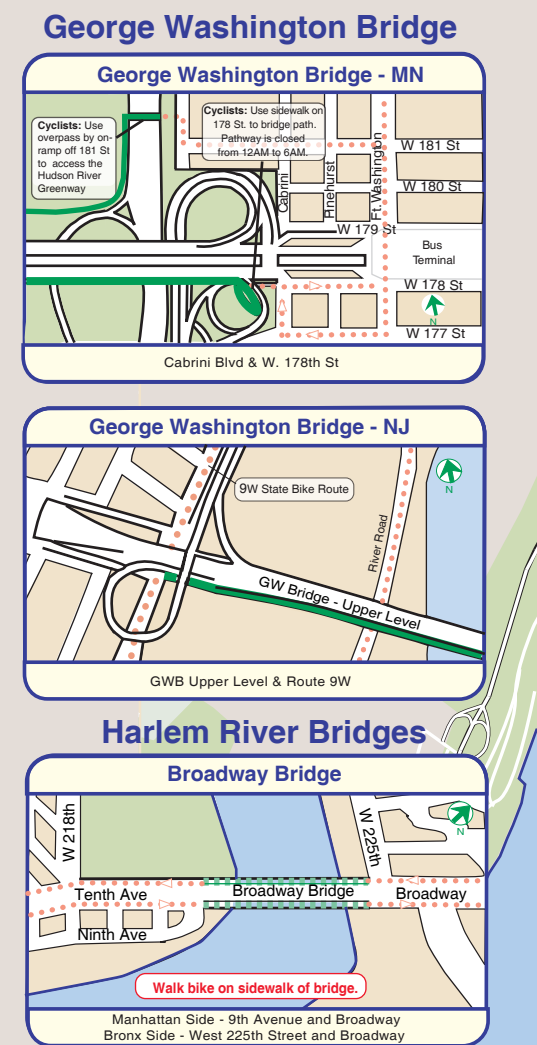 George Washington Bridge
George Washington Bridge - MN
Cyclists: Use
overpass by on-
ramp off 181 St
to access the
Hudson River
Greenway
Cyclists: Use sidewalk on
178 St. to bridge path.
Pathway is closed
from 12AM to 6AM.
Cabrini
Pinehurst
Ft. Washington
W 181 St
W 180 St
W 179 St
Bus
Terminal
W 178 St
N
W 177 St
Cabrini Blvd & W. 178th St
George Washington Bridge - NJ
9W State Bike Route
N
River Road
GW Bridge - Upper Level
GWB Upper Level & Route 9W
Harlem River Bridges
Broadway Bridge
W 218th
W 225th
N
Tenth Ave
Broadway Bridge
Broadway
Ninth Ave
Walk bike on sidewalk of bridge.
Manhattan Side - 9th Avenue and Broadway
Bronx Side - West 225th Street and Broadway